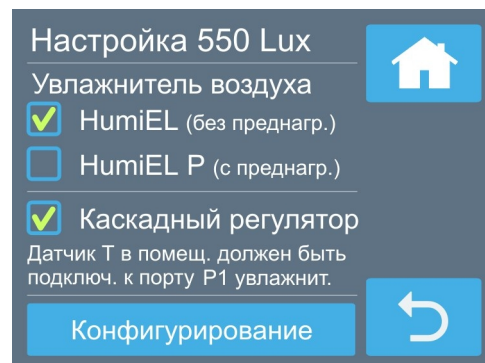 Настройка 550 Lux
Увлажнитель воздуха
HumiEL (без преднагр.)
HumiEL P (с преднагр.)
Каскадный регулятор
Датчик Т в помещ. должен быть
подключ. к порту Р1 увлажнит.
Конфигурирование